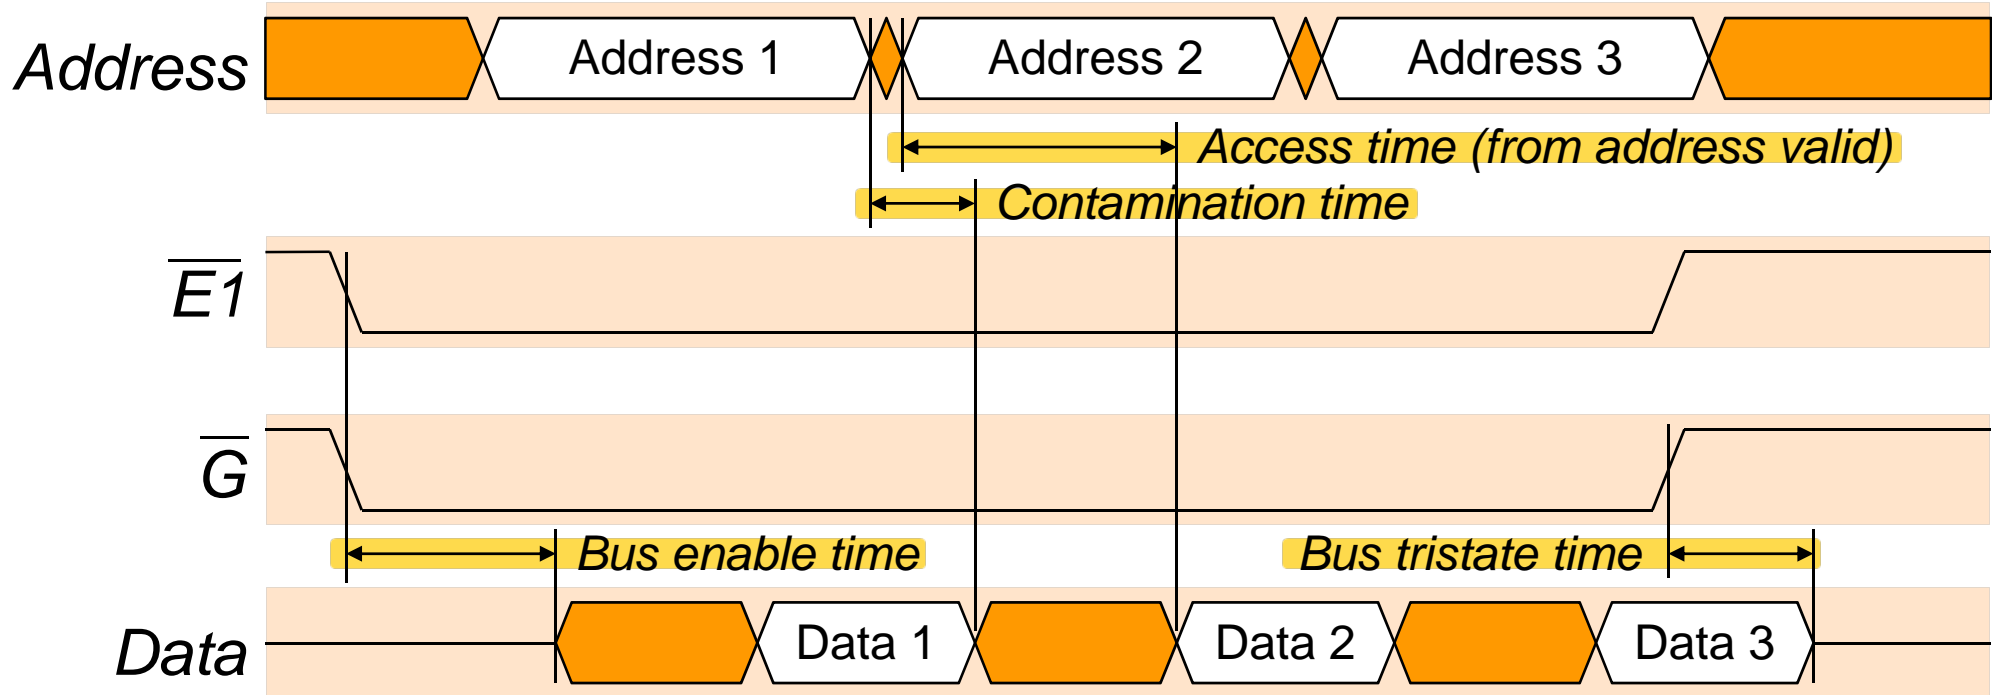 Address
Address 1
Address 2
Address 3
Access time (from address valid)
Contamination time
E1
G
Bus enable time
Bus tristate time
Data
Data 1
Data 2
Data 3